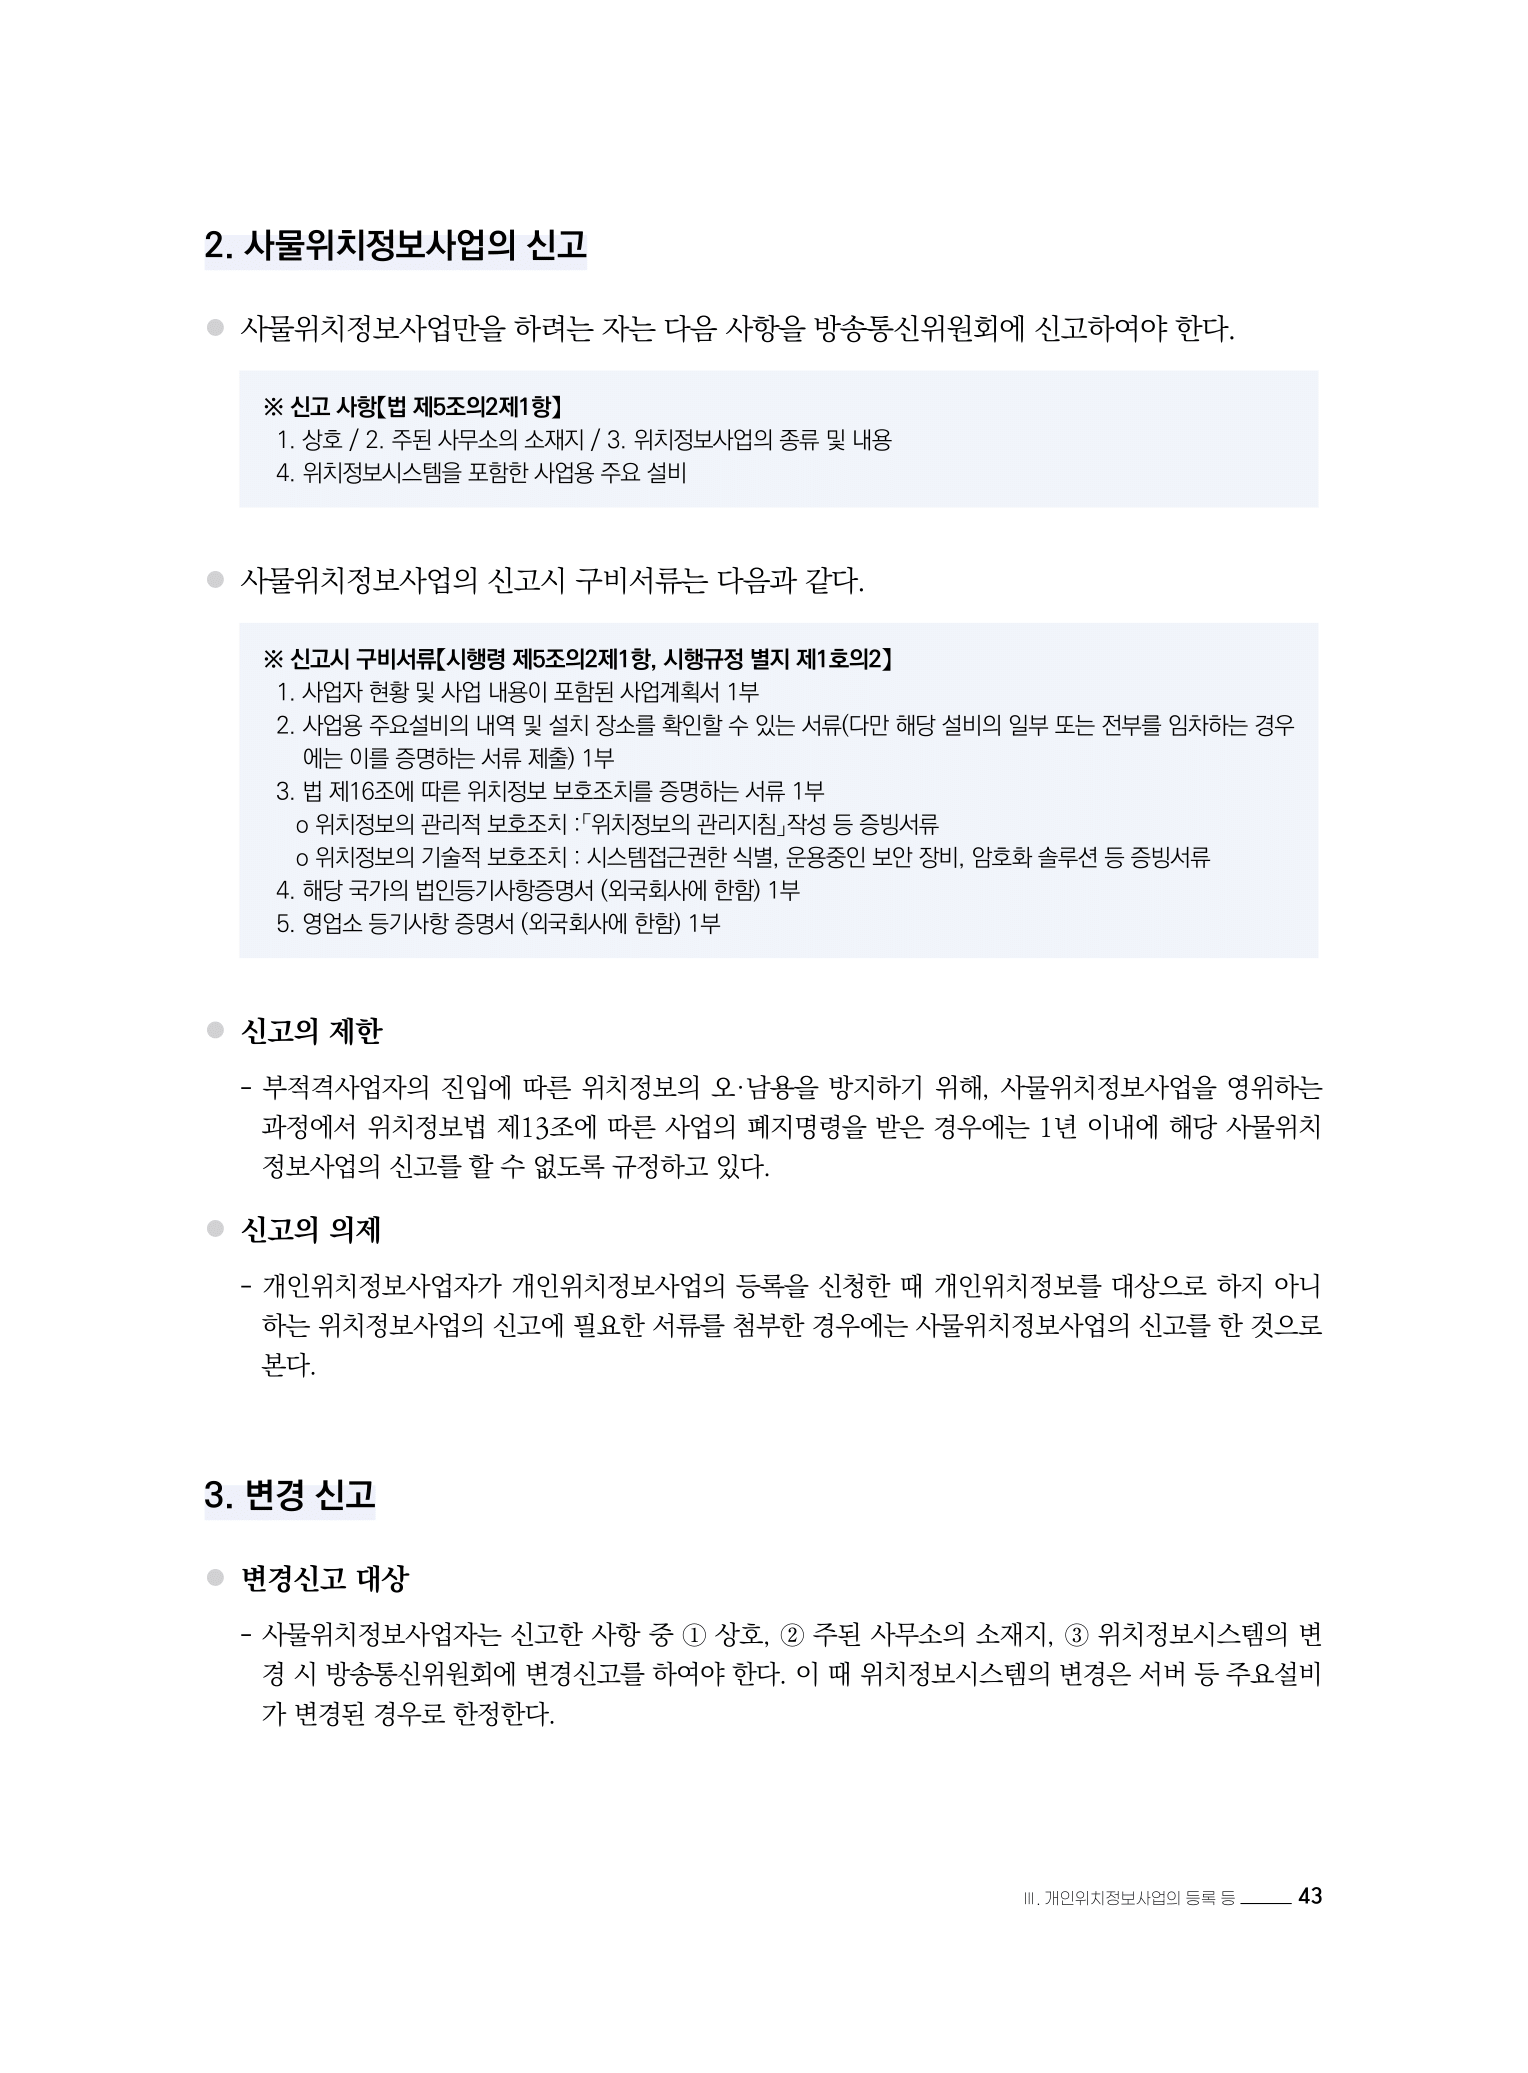 2. 사물위치정보사업의 신고
● 사물위치정보사업만을 하려는 자는 다음 사항을 방송통신위원회에 신고하여야 한다.
※ 신고 사항【법 제5조의2제1항】
1. 상호 / 2. 주된 사무소의 소재지 / 3. 위치정보사업의 종류 및 내용
4. 위치정보시스템을 포함한 사업용 주요 설비
● 사물위치정보사업의 신고시 구비서류는 다음과 같다.
※ 신고시 구비서류【시행령 제5조의2제1항, 시행규정 별지 제1호의2】
1. 사업자 현황 및 사업 내용이 포함된 사업계획서 1부
2. 사업용 주요설비의 내역 및 설치 장소를 확인할 수 있는 서류(다만 해당 설비의 일부 또는 전부를 임차하는 경우
에는 이를 증명하는 서류 제출) 1부
3. 법 제16조에 따른 위치정보 보호조치를 증명하는 서류 1부
o 위치정보의 관리적 보호조치 :「위치정보의 관리지침」작성 등 증빙서류
o 위치정보의 기술적 보호조치 : 시스템접근권한 식별, 운용중인 보안 장비, 암호화 솔루션 등 증빙서류
4. 해당 국가의 법인등기사항증명서 (외국회사에 한함) 1부
5. 영업소 등기사항 증명서 (외국회사에 한함) 1부
● 신고의 제한
- 부적격사업자의 진입에 따른 위치정보의 오·남용을 방지하기 위해, 사물위치정보사업을 영위하는
과정에서 위치정보법 제13조에 따른 사업의 폐지명령을 받은 경우에는 1년 이내에 해당 사물위치
정보사업의 신고를 할 수 없도록 규정하고 있다.
● 신고의 의제
- 개인위치정보사업자가 개인위치정보사업의 등록을 신청한 때 개인위치정보를 대상으로 하지 아니
하는 위치정보사업의 신고에 필요한 서류를 첨부한 경우에는 사물위치정보사업의 신고를 한 것으로
본다.
3. 변경 신고
● 변경신고 대상
- 사물위치정보사업자는 신고한 사항 중 ① 상호, ② 주된 사무소의 소재지, ③ 위치정보시스템의 변
경 시 방송통신위원회에 변경신고를 하여야 한다. 이 때 위치정보시스템의 변경은 서버 등 주요설비
가 변경된 경우로 한정한다.
Ⅲ. 개인위치정보사업의 등록 등 43